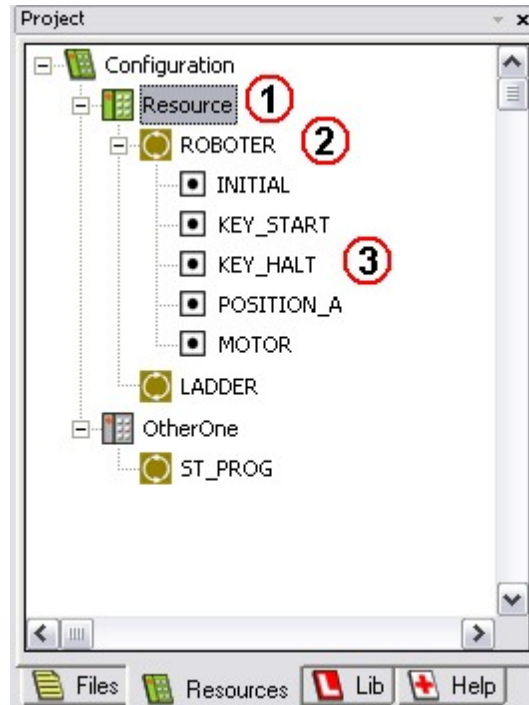 Project
Configuration
Resource 1
ROBOTER 2
INITIAL
KEY_START
KEY_HALT 3
POSITION_A
MOTOR
LADDER
OtherOne
ST_PROG
Files Resources L Lib Help